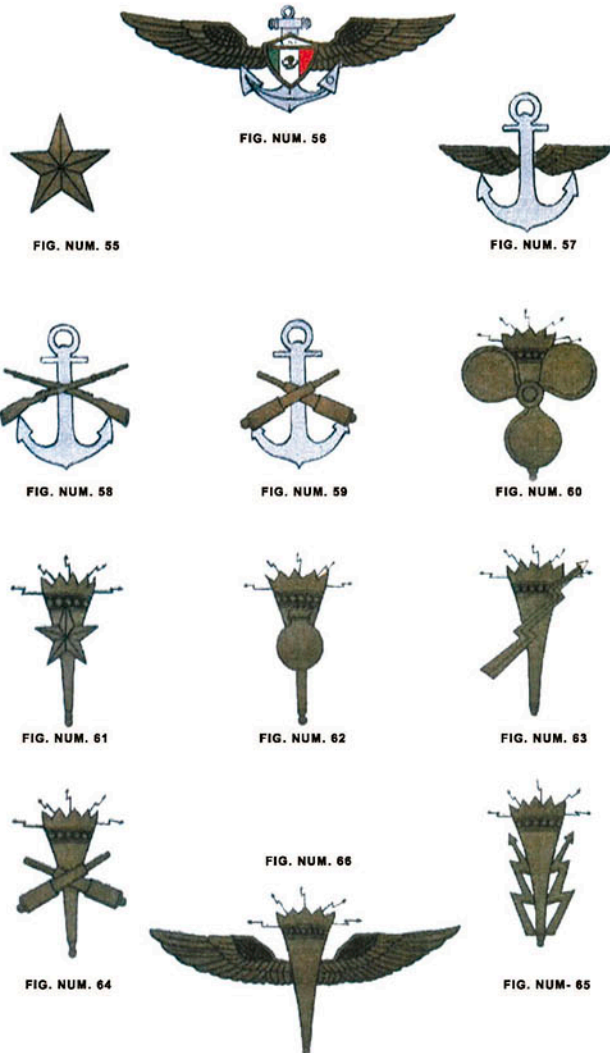 FIG. NUM. 56
FIG. NUM. 55
FIG. NUM. 57
FIG. NUM. 58
FIG. NUM. 59
FIG. NUM. 60
FIG. NUM. 61
FIG. NUM. 62
FIG. NUM. 63
FIG. NUM. 66
FIG. NUM. 64
FIG. NUM- 65